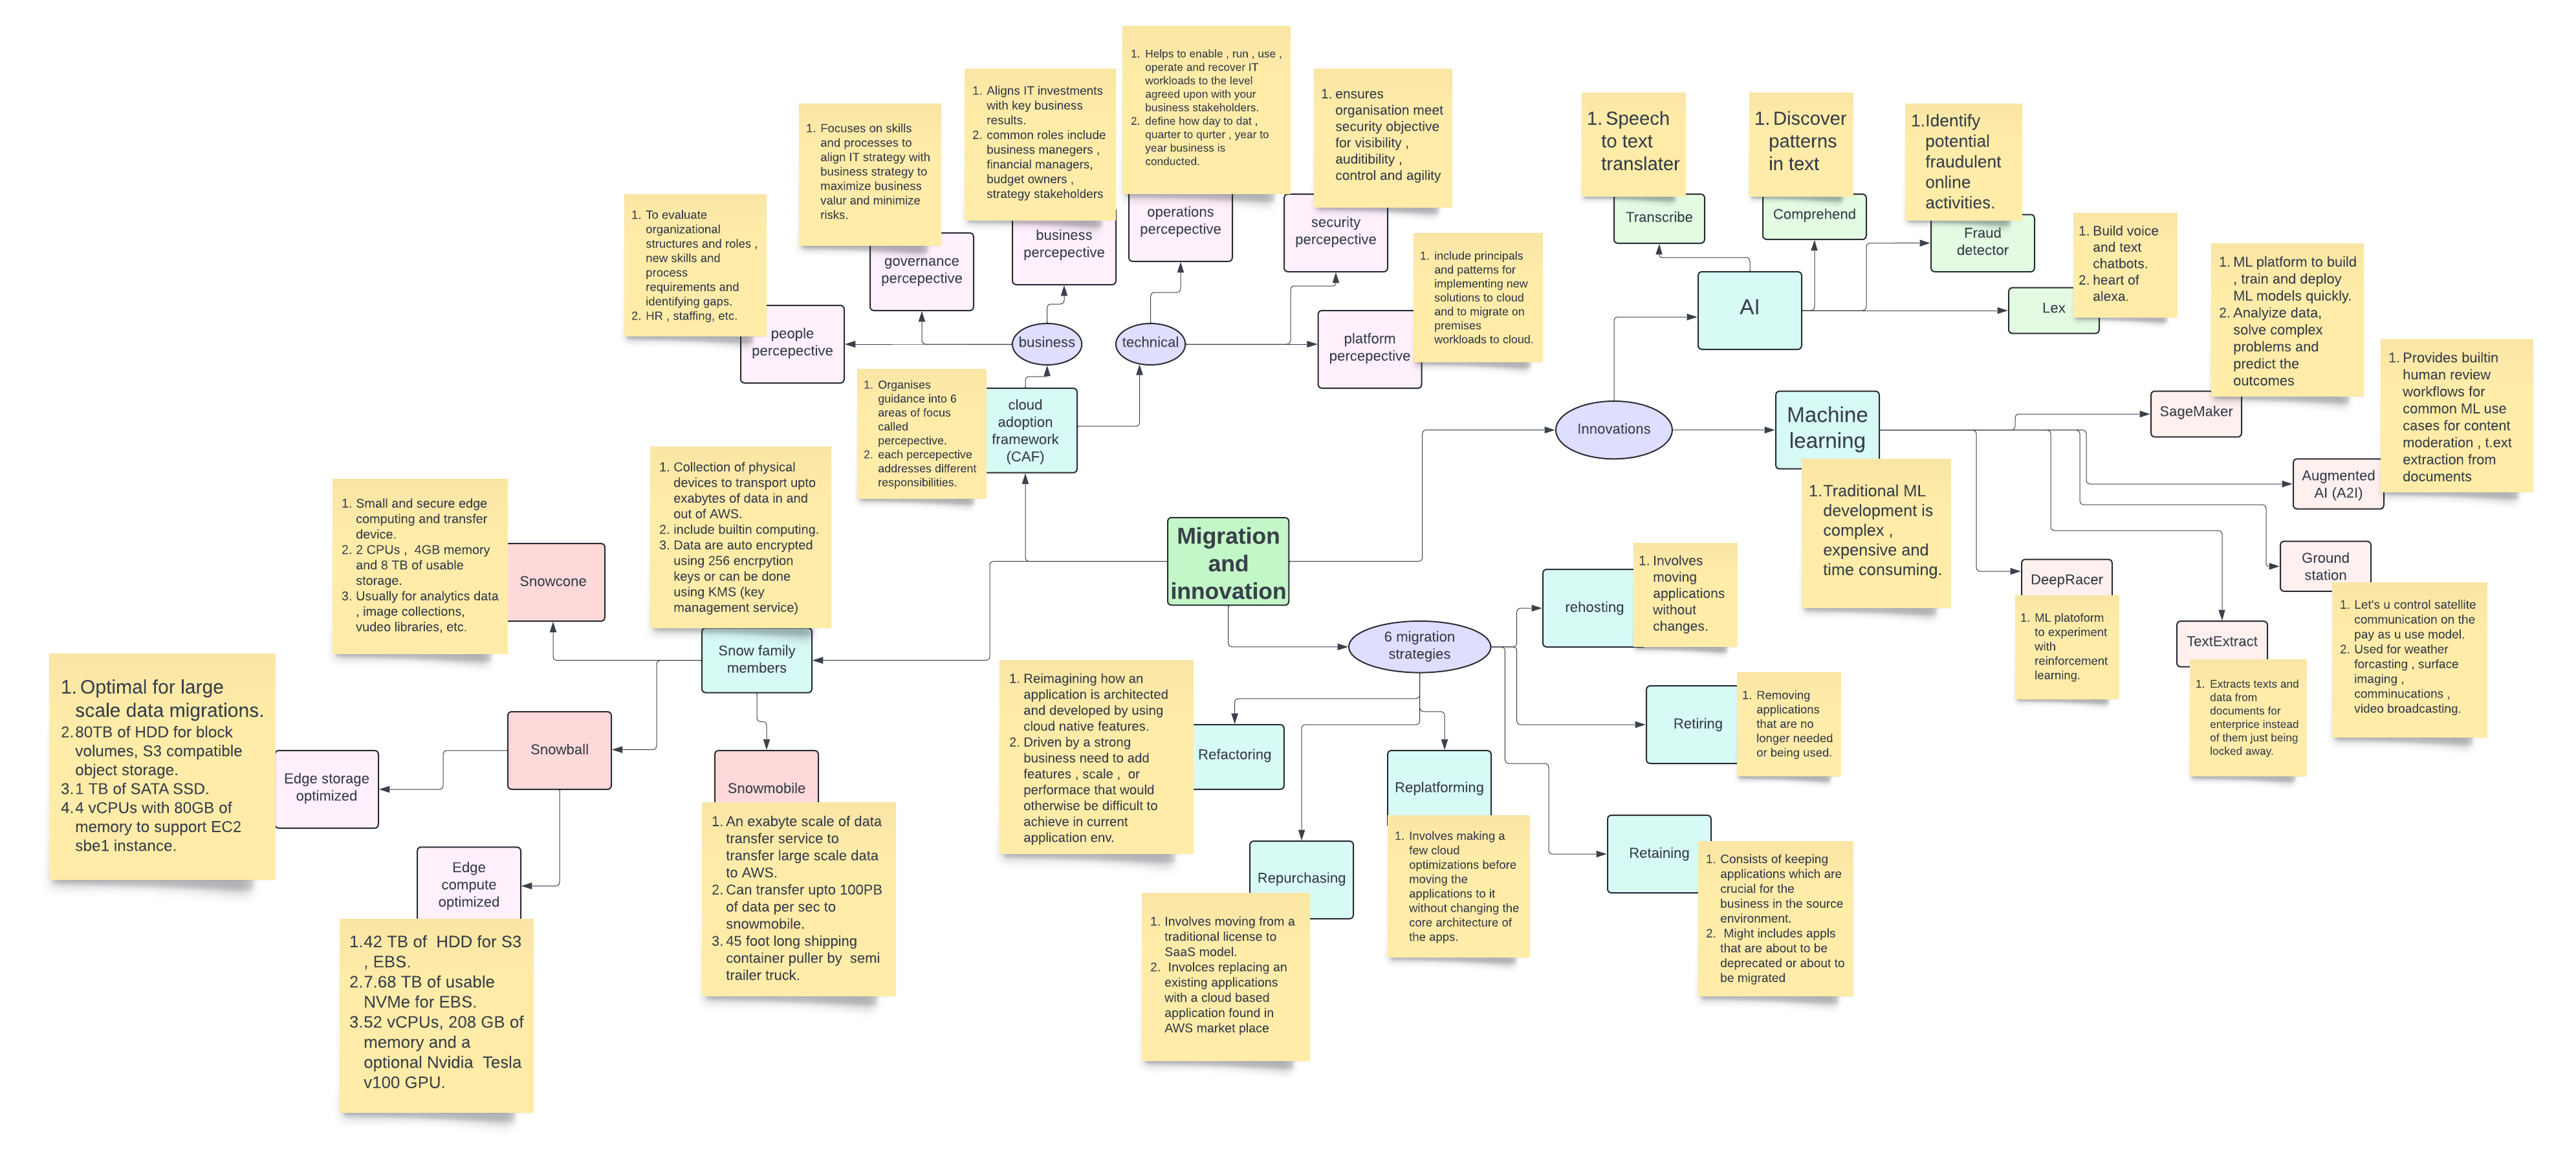 1. Helps to enable , run , use ,
operate and recover IT
workloads to the level
agreed upon with your
business stakeholders.
2. define how day to dat ,
quarter to qurter , year to
year business is
conducted.
operations
percepective
1. Aligns IT investments
with key business
results.
2. common roles include
business manegers ,
financial managers,
budget owners ,
strategy stakeholders
business
percepective
1. ensures
organisation meet
security objective
for visibility ,
auditibility ,
control and agility
security
percepective
1. Focuses on skills
and processes to
align IT strategy with
business strategy to
maximize business
valur and minimize
risks.
governance
percepective
1. To evaluate
organizational
structures and roles ,
new skills and
process
requirements and
identifying gaps.
2. HR , staffing, etc.
people
percepective
business
technical
1. include principals
and patterns for
implementing new
solutions to cloud
and to migrate on
premises
workloads to cloud.
platform
percepective
1. Organises
guidance into 6
areas of focus
called
percepective.
2. each percepective
addresses different
responsibilities.
cloud
adoption
framework
(CAF)
1. Speech
to text
translater
Transcribe
1. Discover
patterns
in text
Comprehend
1.Identify
potential
fraudulent
online
activities.
Fraud
detector
1. Build voice
and text
chatbots.
2. heart of
alexa.
Lex
AI
Innovations
Machine
learning
1.Traditional ML
development is
complex ,
expensive and
time consuming.
1. ML platform to build
, train and deploy
ML models quickly.
2. Analyize data,
solve complex
problems and
predict the
outcomes
SageMaker
1. Provides builtin
human review
workflows for
common ML use
cases for content
moderation , t.ext
extraction from
documents
Augmented
AI (A2I)
Ground
station
1. Let's u control satellite
communication on the
pay as u use model.
2. Used for weather
forcasting , surface
imaging ,
comminucations ,
video broadcasting.
DeepRacer
1. ML platoform
to experiment
with
reinforcement
learning.
TextExtract
1. Extracts texts and
data from
documents for
enterprice instead
of them just being
locked away.
Migration
and
innovation
1. Collection of physical
devices to transport upto
exabytes of data in and
out of AWS.
2. include builtin computing.
3. Data are auto encrypted
using 256 encrpytion
keys or can be done
using KMS (key
management service)
Snow family
members
1. Small and secure edge
computing and transfer
device.
2. 2 CPUs , 4GB memory
and 8 TB of usable
storage.
3. Usually for analytics data
, image collections,
vudeo libraries, etc.
Snowcone
1. Optimal for large
scale data migrations.
2.80TB of HDD for block
volumes, S3 compatible
object storage.
3.1 TB of SATA SSD.
4.4 vCPUs with 80GB of
memory to support EC2
sbe1 instance.
Edge storage
optimized
Snowball
Edge
compute
optimized
1.42 TB of HDD for S3
, EBS.
2.7.68 TB of usable
NVMe for EBS.
3.52 vCPUs, 208 GB of
memory and a
optional Nvidia Tesla
v100 GPU.
Snowmobile
1. An exabyte scale of data
transfer service to
transfer large scale data
to AWS.
2. Can transfer upto 100PB
of data per sec to
snowmobile.
3. 45 foot long shipping
container puller by semi
trailer truck.
6 migration
strategies
rehosting
1. Involves
moving
applications
without
changes.
Retiring
1. Removing
applications
that are no
longer needed
or being used.
1. Reimagining how an
application is architected
and developed by using
cloud native features.
2. Driven by a strong
business need to add
features , scale , or
performace that would
otherwise be difficult to
achieve in current
application env.
Refactoring
Replatforming
1. Involves making a
few cloud
optimizations before
moving the
applications to it
without changing the
core architecture of
the apps.
Repurchasing
1. Involves moving from a
traditional license to
SaaS model.
2. Involces replacing an
existing applications
with a cloud based
application found in
AWS market place
Retaining
1. Consists of keeping
applications which are
crucial for the
business in the source
environment.
2. Might includes appls
that are about to be
deprecated or about to
be migrated